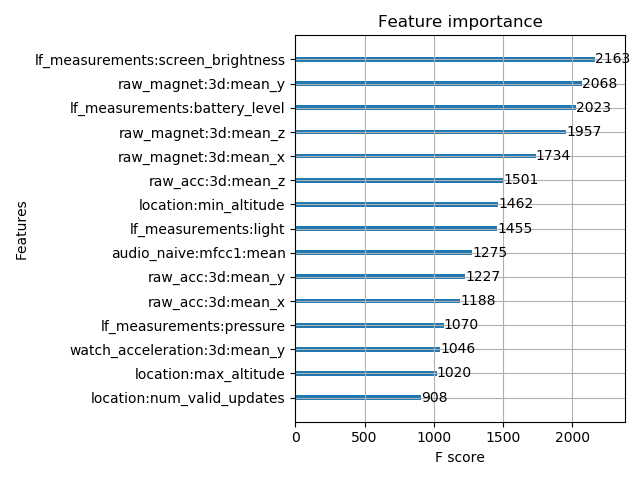 Feature importance
Features
lf_measurements:screen_brightness 2163
raw_magnet:3d:mean_y 2068
lf_measurements:battery_level 2023
raw_magnet:3d:mean_z 1957
raw_magnet:3d:mean_x 1734
raw_acc:3d:mean_z 1501
location:min_altitude 1462
lf_measurements:light 1455
audio_naive:mfcc1:mean 1275
raw_acc:3d:mean_y 1227
raw_acc:3d:mean_x 1188
lf_measurements:pressure 1070
watch_acceleration:3d:mean_y 1046
location:max_altitude 1020
location:num_valid_updates 908
0 500 1000 1500 2000
F score